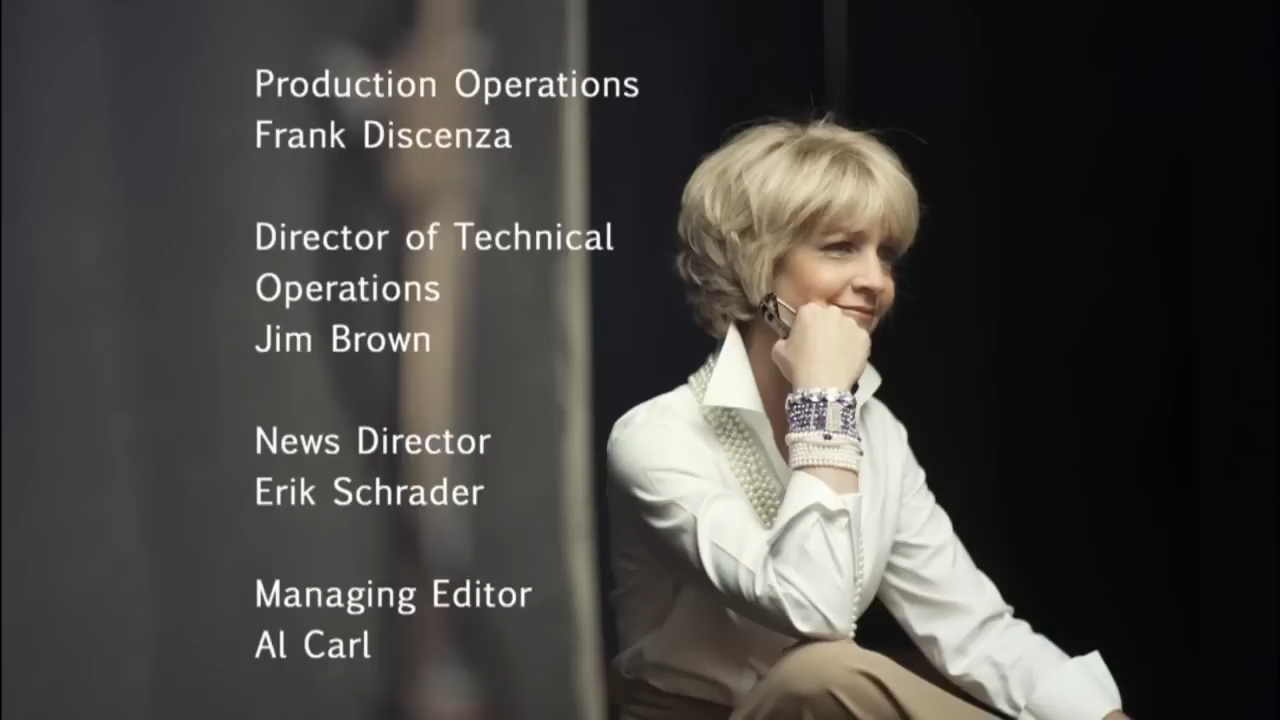 Production Operations
Frank Discenza
Director of Technical
Operations
Jim Brown
News Director
Erik Schrader
Managing Editor
Al Carl